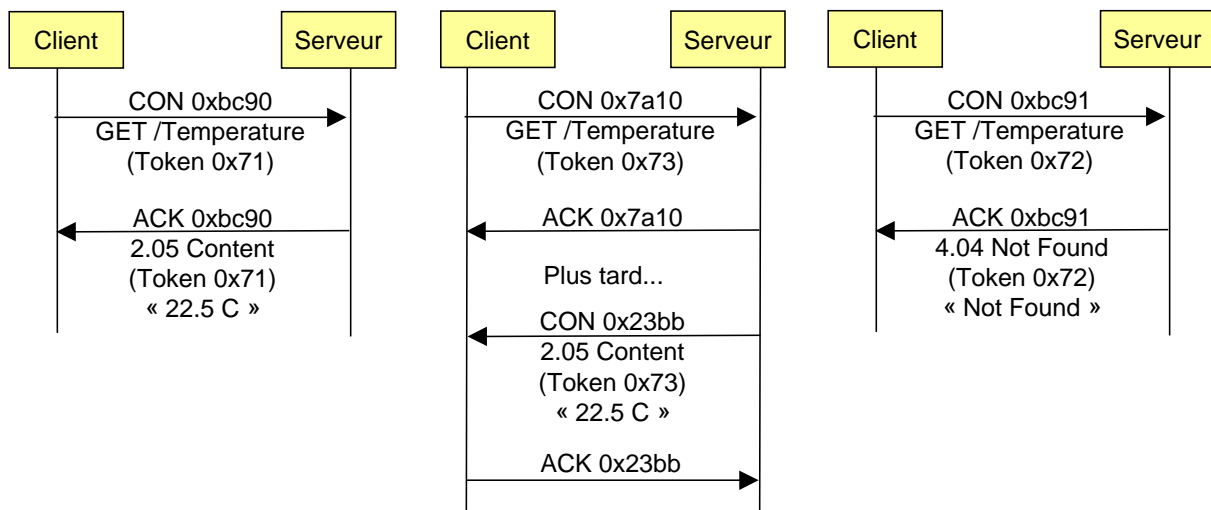 Client
Serveur
CON 0xbc90
GET /Temperature
(Token 0x71)
ACK 0xbc90
2.05 Content
(Token 0x71)
« 22.5 C »
Client
Serveur
CON 0x7a10
GET /Temperature
(Token 0x73)
ACK 0x7a10
Plus tard...
CON 0x23bb
2.05 Content
(Token 0x73)
« 22.5 C »
ACK 0x23bb
Client
Serveur
CON 0xbc91
GET /Temperature
(Token 0x72)
ACK 0xbc91
4.04 Not Found
(Token 0x72)
« Not Found »